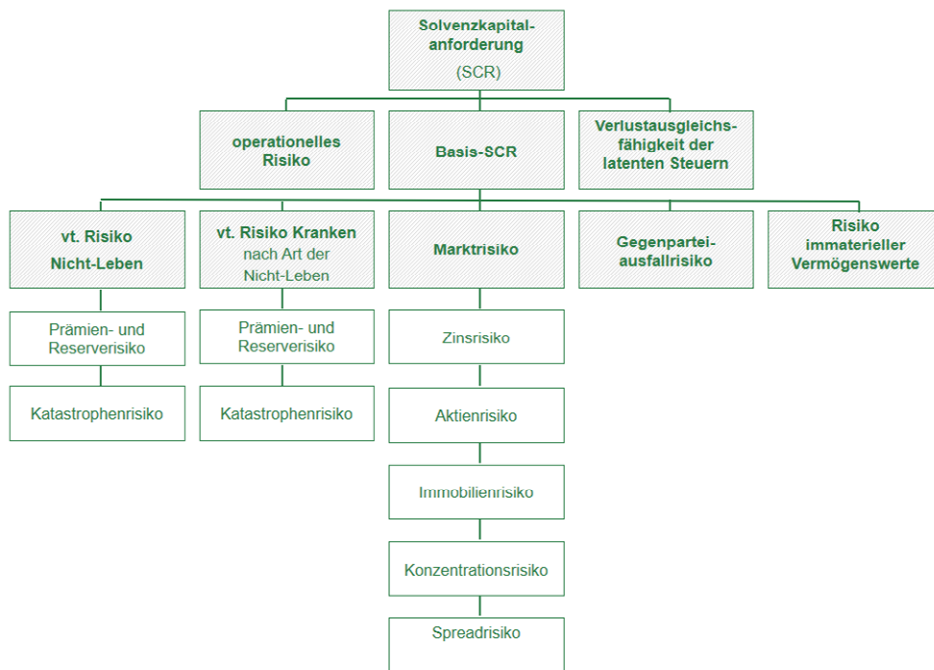 Solvenzkapital-
anforderung
(SCR)
operationelles
Risiko
Basis-SCR
Verlustausgleichs-
fähigkeit der
latenten Steuern
vt. Risiko
Nicht-Leben
vt. Risiko Kranken
nach Art der
Nicht-Leben
Marktrisiko
Gegenpartei-
ausfallrisiko
Risiko
immaterieller
Vermögenswerte
Prämien- und
Reserverisiko
Prämien- und
Reserverisiko
Zinsrisiko
Katastrophenrisiko
Katastrophenrisiko
Aktienrisiko
Immobilienrisiko
Konzentrationsrisiko
Spreadrisiko